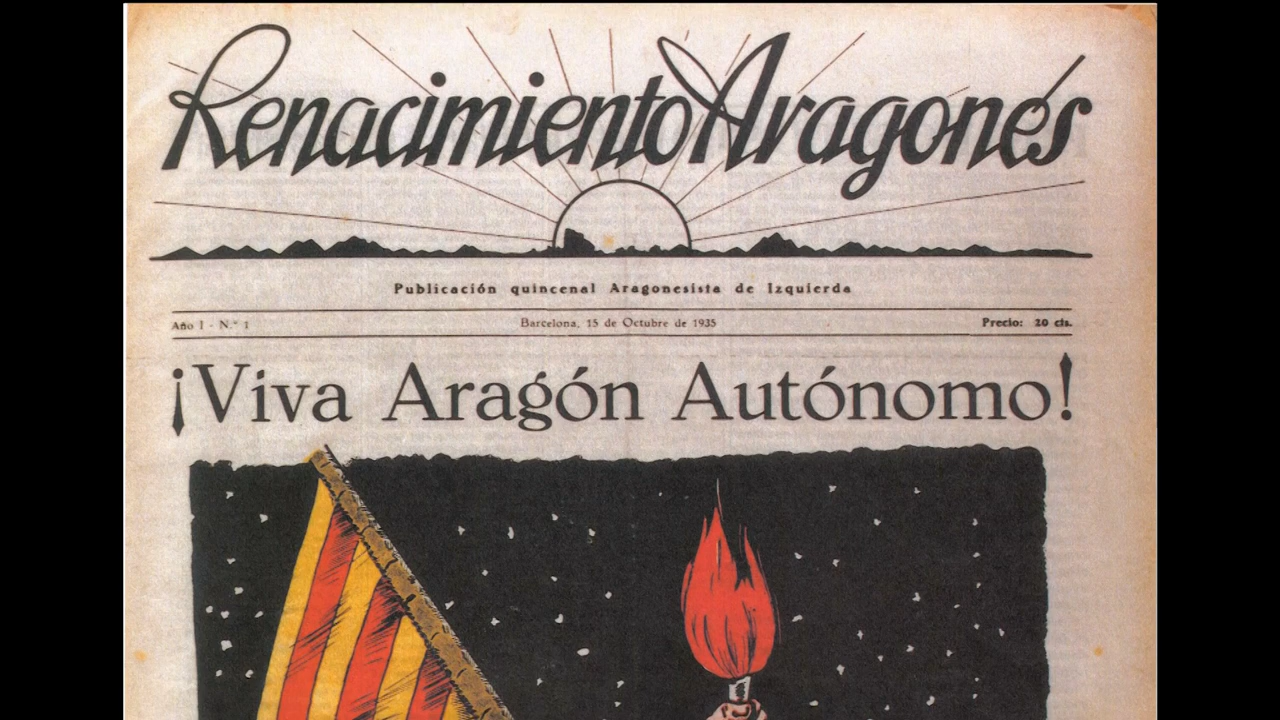 Renacimiento Aragonés
Publicación quincenal Aragonesista de Izquierda
Año I - N.º 1 Barcelona, 15 de Octubre de 1935 Precio: 20 cts.
¡Viva Aragón Autónomo!